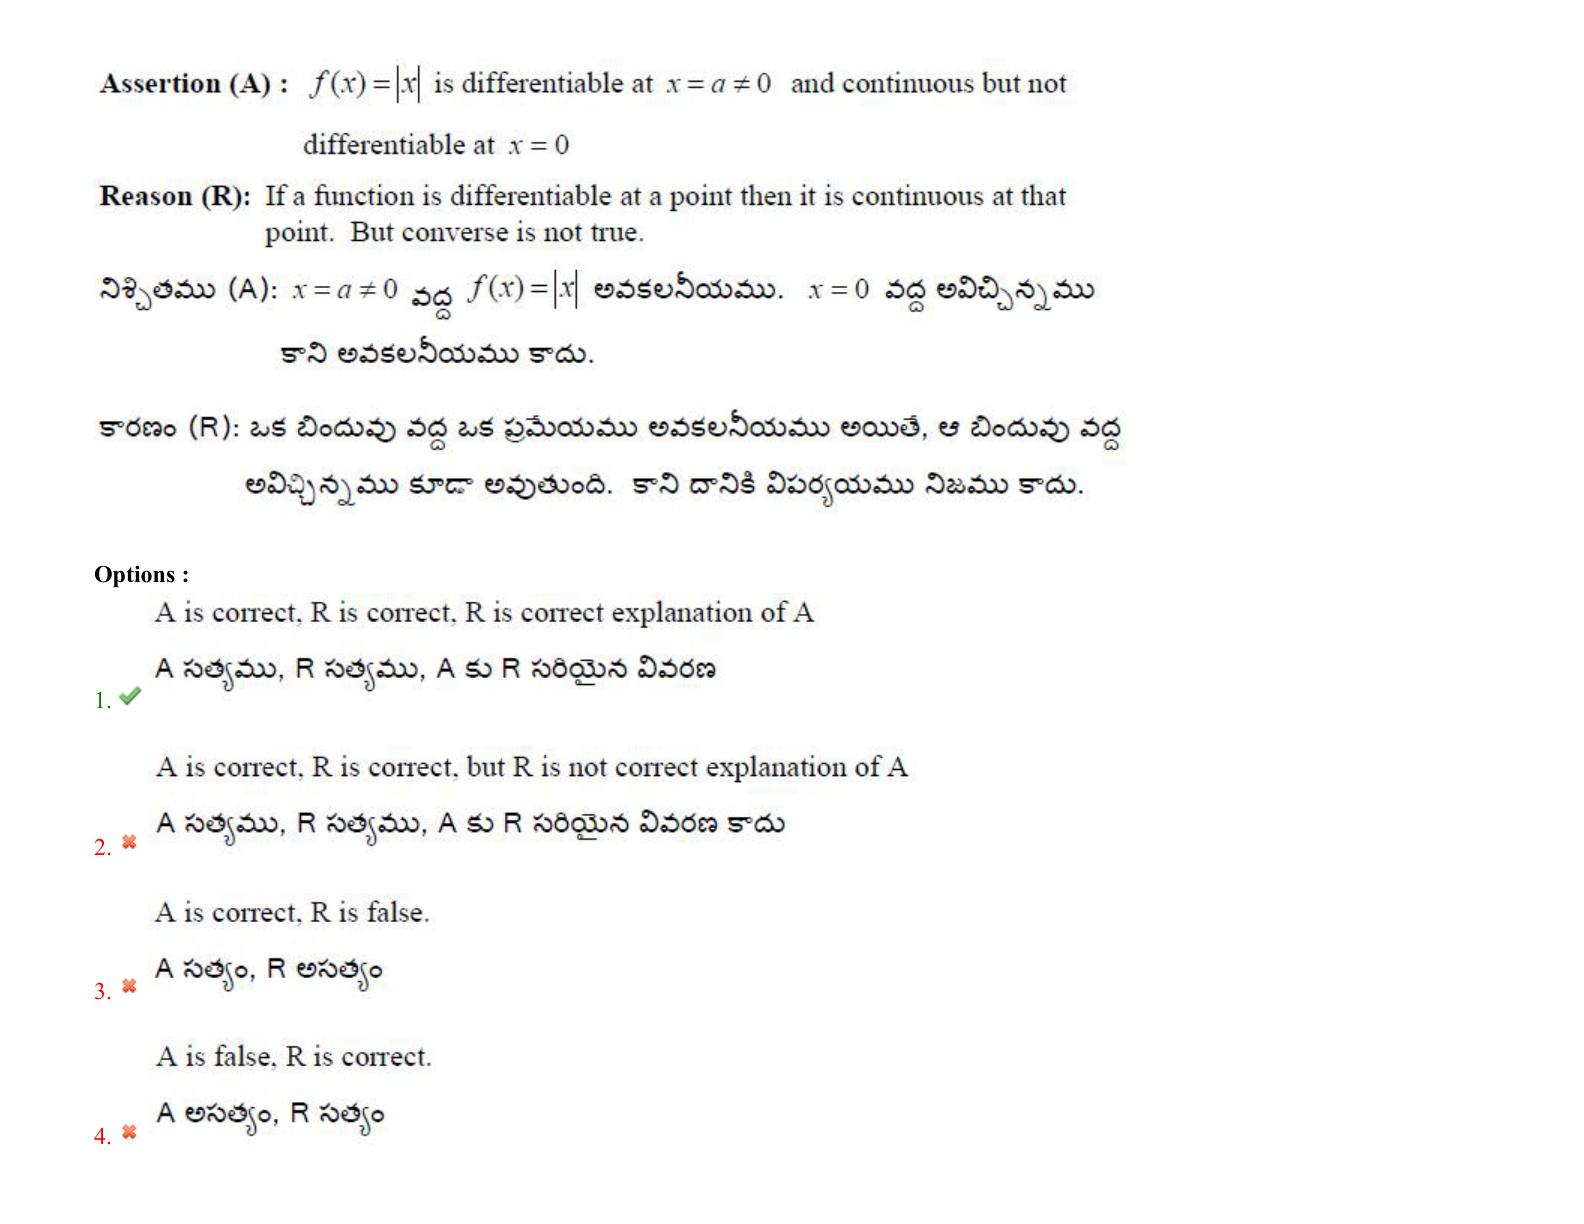 Assertion (A) : f(x) = |x| is differentiable at x = a ≠ 0 and continuous but not
differentiable at x = 0
Reason (R): If a function is differentiable at a point then it is continuous at that
point. But converse is not true.
నిశ్చితము (A): x = a ≠ 0 వద్ద f(x) = |x| అవకలనీయము. x = 0 వద్ద అవిచ్ఛిన్నము
కాని అవకలనీయము కాదు.
కారణం (R): ఒక బిందువు వద్ద ఒక ప్రమేయము అవకలనీయము అయితే, ఆ బిందువు వద్ద
అవిచ్ఛిన్నము కూడా అవుతుంది. కాని దానికి విపర్యయము నిజము కాదు.
Options :
A is correct, R is correct, R is correct explanation of A
A సత్యము, R సత్యము, A కు R సరియైన వివరణ
1.
A is correct, R is correct, but R is not correct explanation of A
A సత్యము, R సత్యము, A కు R సరియైన వివరణ కాదు
2.
A is correct, R is false.
A సత్యం, R అసత్యం
3.
A is false, R is correct.
A అసత్యం, R సత్యం
4.